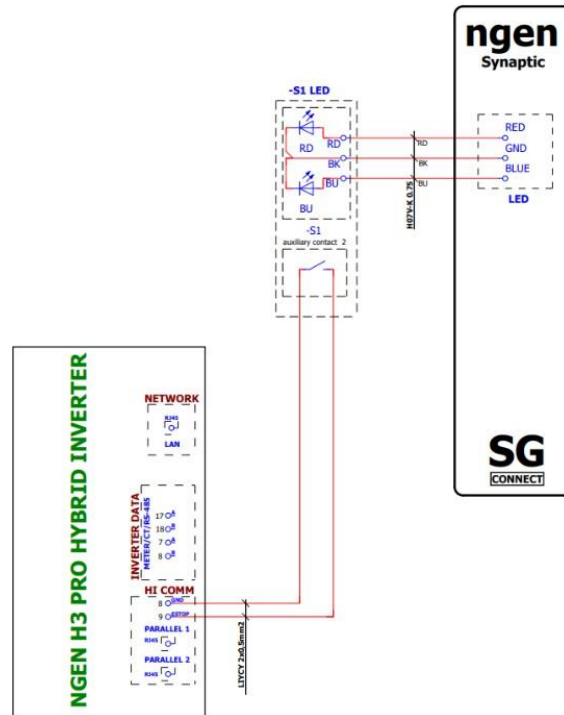 ngen
Synaptic
-S1 LED
RD
RD
BK
BU
BU
RD
BK
BU
H07V-K 0.75
RED
GND
BLUE
LED
-S1
auxiliary contact 2
NGEN H3 PRO HYBRID INVERTER
NETWORK
RJ45
LAN
INVERTER DATA
METER/CT/RS-485
17 A
18 B
7 A
8 B
HI COMM
8 GND
9 ESTOP
PARALLEL 1
RJ45
PARALLEL 2
RJ45
LIYCY 2x0,5mm2
SG
CONNECT